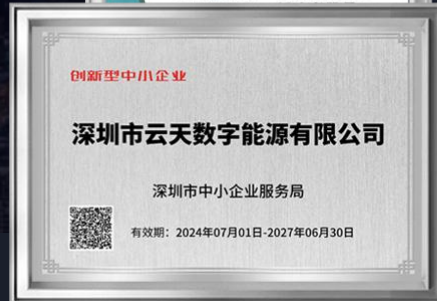 创新型中小企业
深圳市云天数字能源有限公司
深圳市中小企业服务局
有效期：2024年07月01日-2027年06月30日